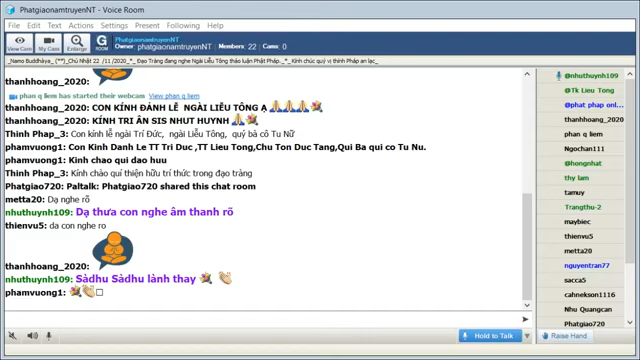 PhatgiaonamtruyenNT - Voice Room
File Edit Text Actions Settings Present Following Help
View Cam
My Cam
Enlarge
G ROOM
PhatgiaonamtruyenNT
Owner: phatgiaonamtruyenNT Members: 22 Cams: 0
_Namo Buddhàya_ (**)_Chủ Nhật 22 /11 /2020_*_ Đạo Tràng đang nghe Ngài Liễu Tông thảo luận Phật Pháp._*_ Kính chúc quý vị thính Pháp an lạc_
thanhhoang_2020:
phan q liem has started their webcam View phan q liem
thanhhoang_2020: CON KÍNH ĐẢNH LỄ NGÀI LIỄU TÔNG Ạ
thanhhoang_2020: KÍNH TRI ÂN SIS NHUT HUỲNH
Thinh Phap_3: Con kính lễ ngài Trí Đức, ngài Liễu Tông, quý bà cô Tu Nữ
phamvuong1: Con Kinh Danh Le TT Tri Duc ,TT Lieu Tong,Chu Ton Duc Tang,Qui Ba qui co Tu Nu.
phamvuong1: Kinh chao qui dao huu
Thinh Phap_3: Kính chào quí thiện hữu trí thức trong đạo tràng
Phatgiao720: Paltalk: Phatgiao720 shared this chat room
metta20: Dạ nghe rõ
nhuthuynh109: Dạ thưa con nghe âm thanh rõ
thienvu5: da con nghe ro
thanhhoang_2020:
nhuthuynh109: Sàdhu Sàdhu lành thay
phamvuong1:
@nhuthuynh109
@Tk Lieu Tong
@phat phap onl...
thanhhoang_2020
phan q liem
Ngochan111
@hongnhat
thy lam
tamuy
Trangthu-2
maybiec
thienvu5
metta20
nguyentran77
sacca5
cahnekson1116
Nhu Quangcan
Phatgiao720
Hold to Talk
Raise Hand